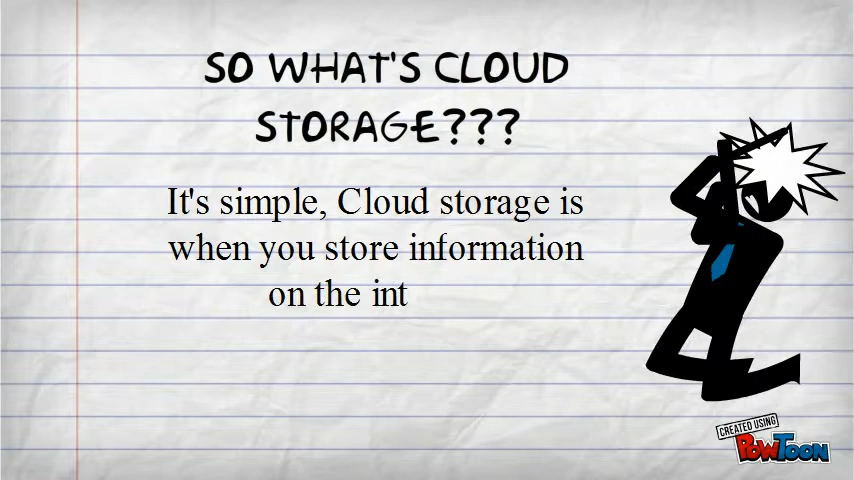 SO WHAT'S CLOUD
STORAGE???
It's simple, Cloud storage is
when you store information
on the int
CREATED USING
POWTOON